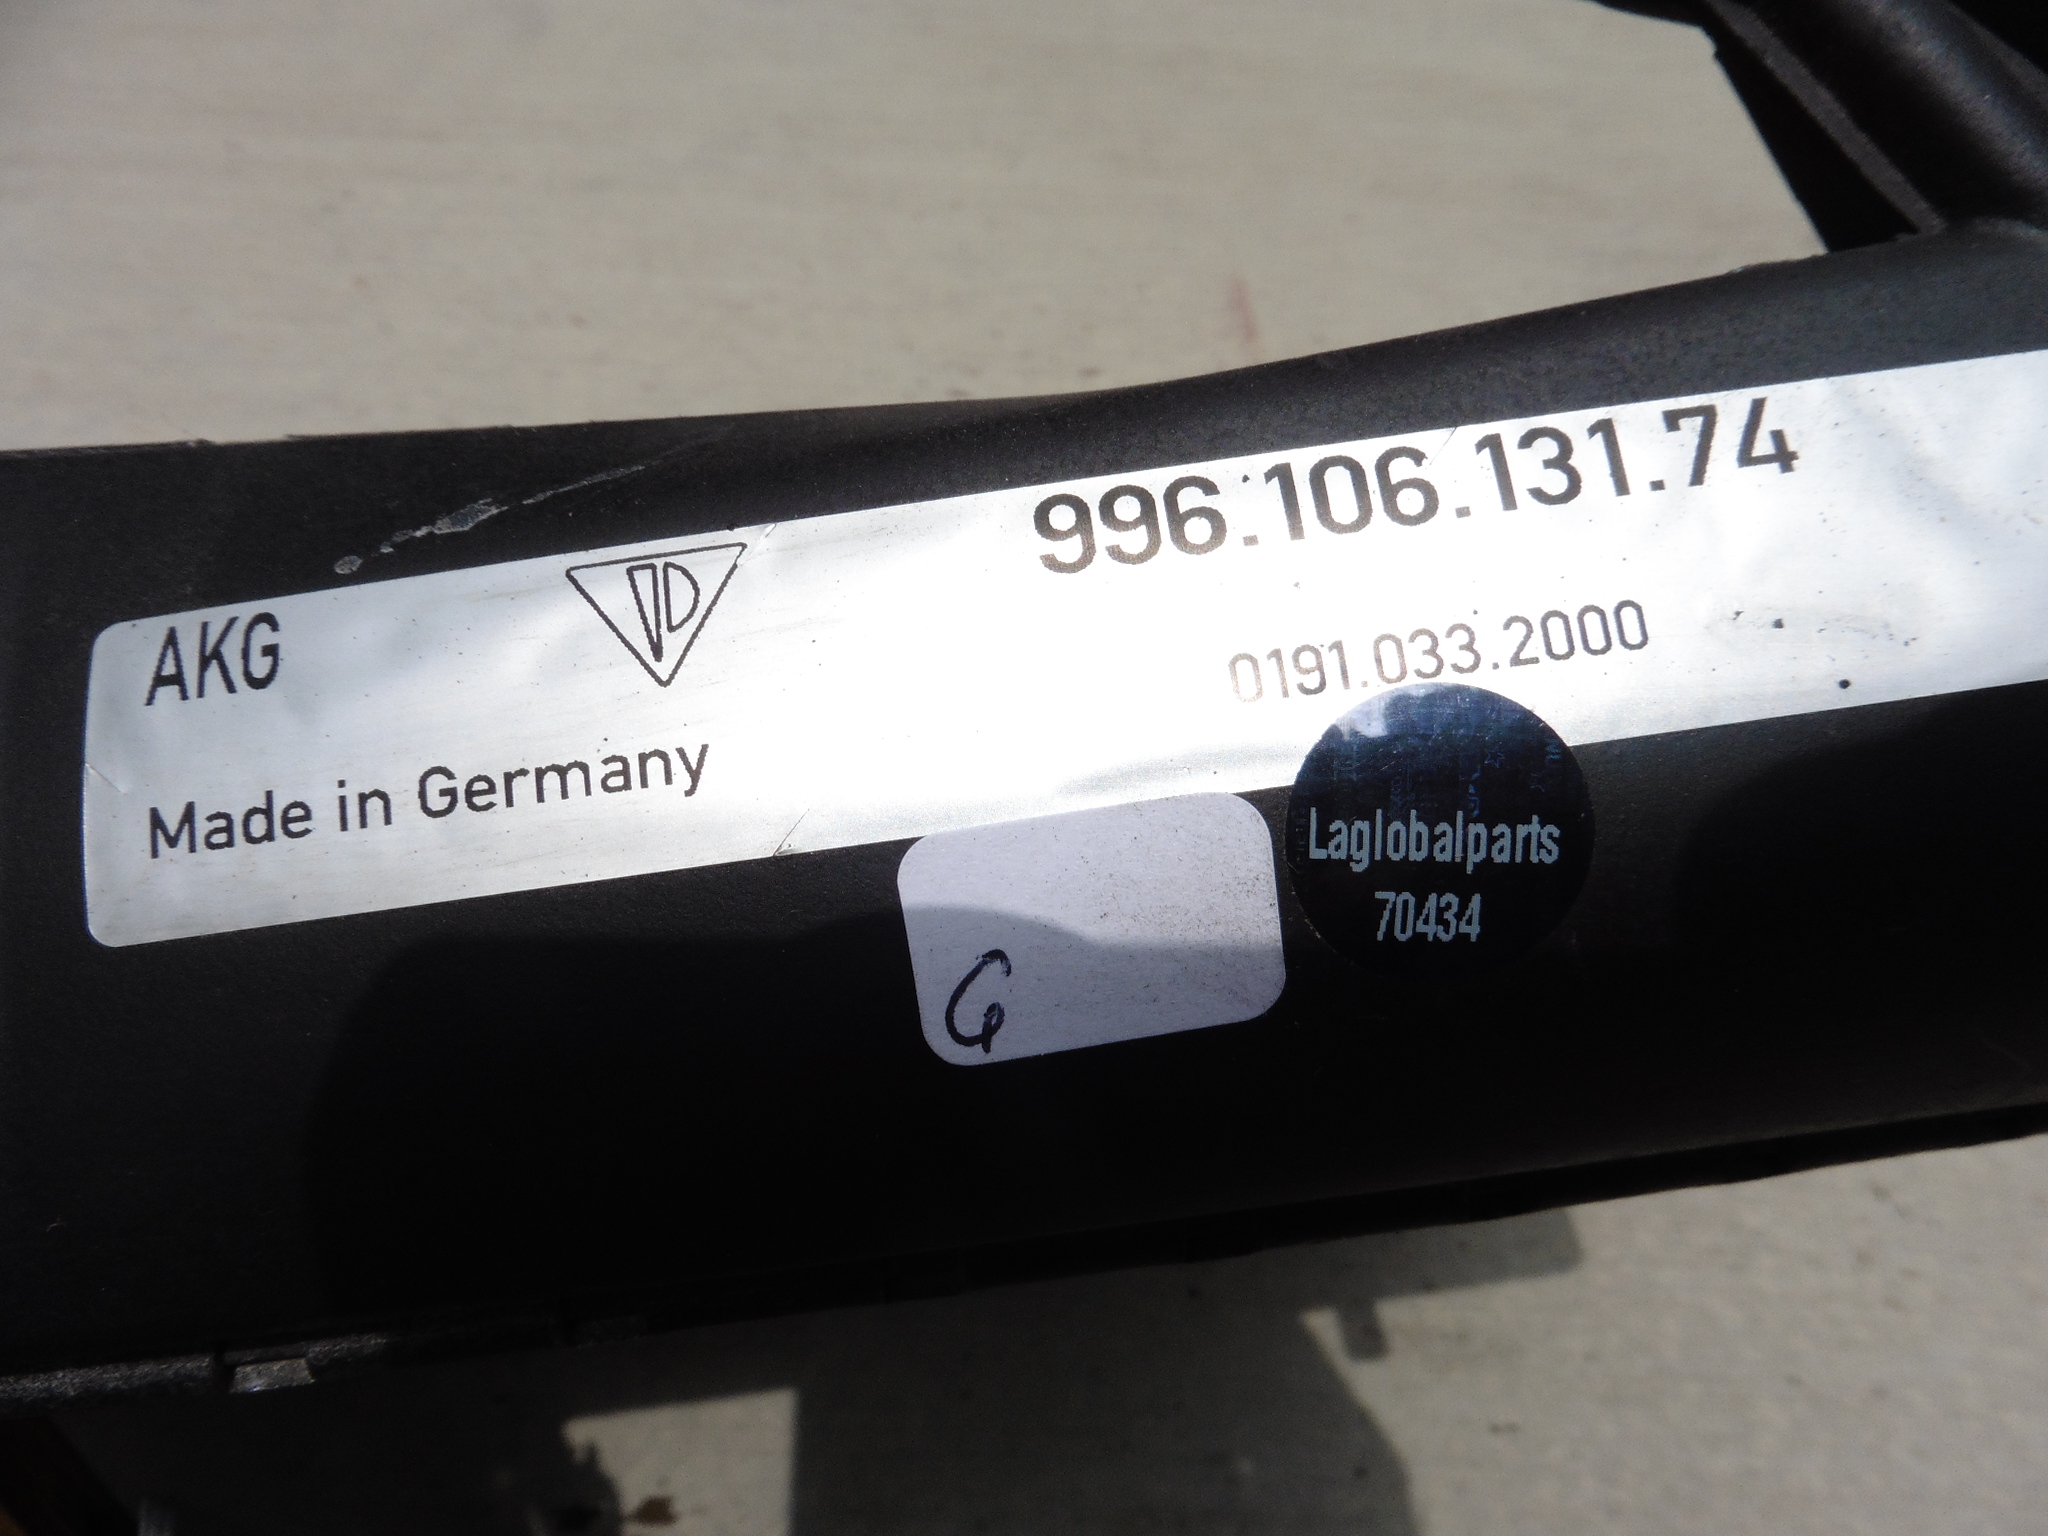 996.106.131.74
AKG
0191.033.2000
Made in Germany
Laglobalparts
70434
G